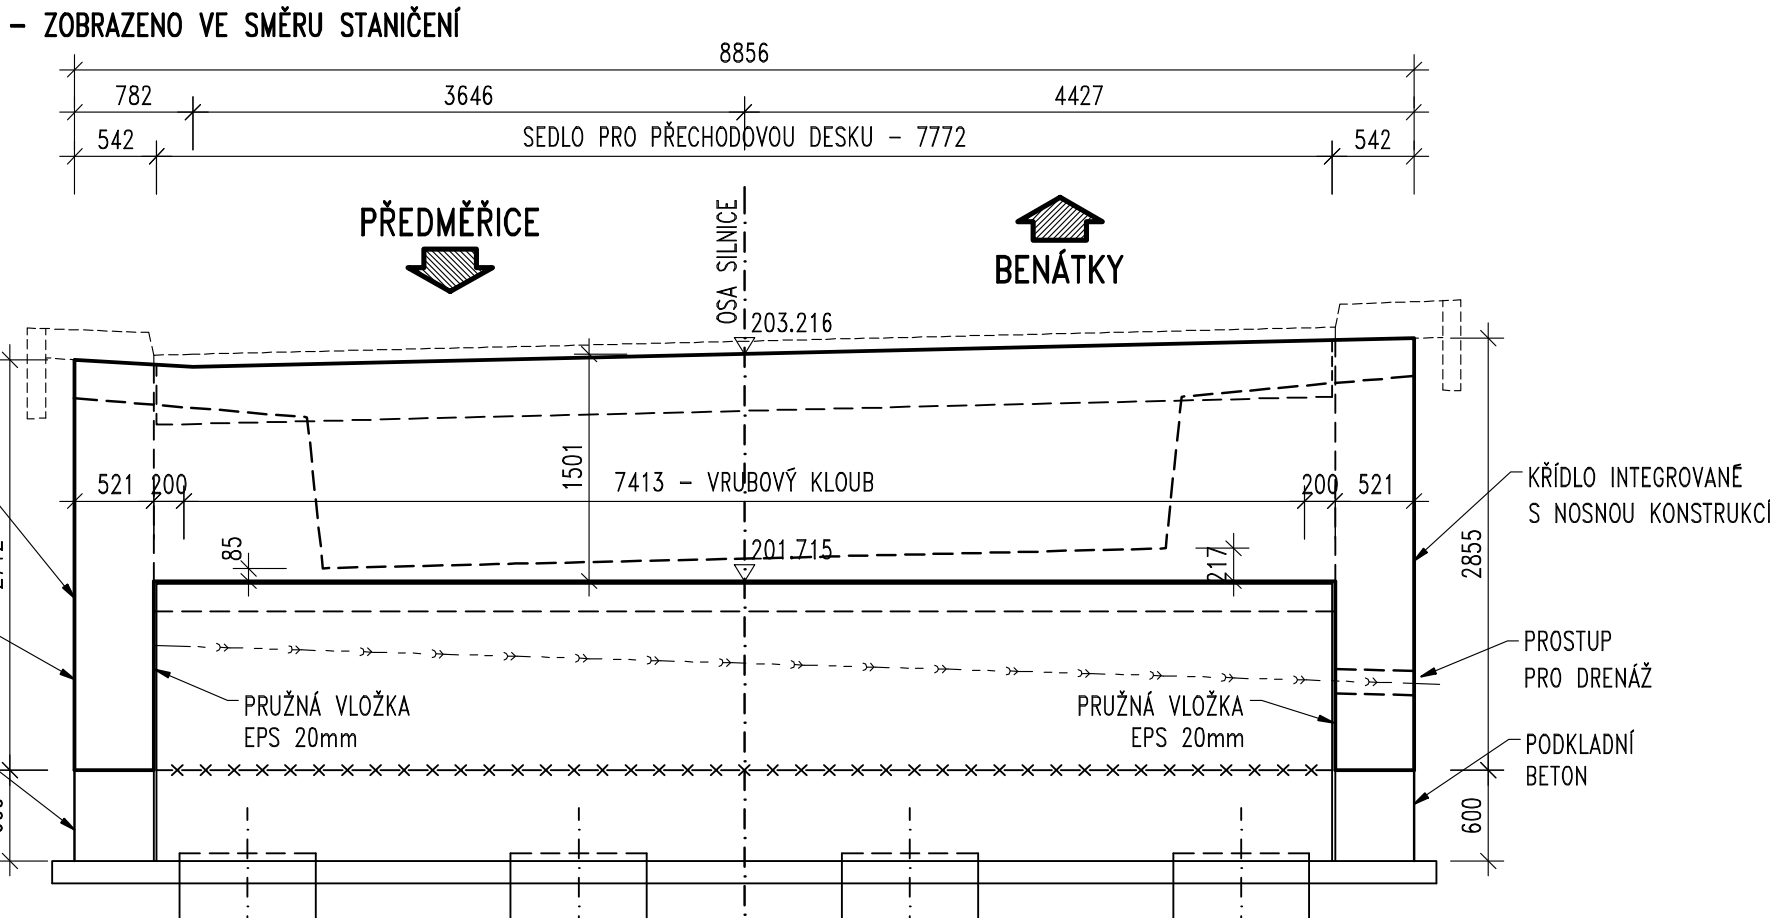 - ZOBRAZENO VE SMĚRU STANIČENÍ
8856
782 3646 4427
542 SEDLO PRO PŘECHODOVOU DESKU - 7772 542
PŘEDMĚŘICE
OSA SILNICE
BENÁTKY
203.216
1501
521 200 7413 - VRUBOVÝ KLOUB 200 521
KŘÍDLO INTEGROVANÉ
S NOSNOU KONSTRUKCÍ
85
201.715
217
2855
PROSTUP
PRO DRENÁŽ
PRUŽNÁ VLOŽKA
EPS 20mm
PRUŽNÁ VLOŽKA
EPS 20mm
PODKLADNÍ
BETON
600